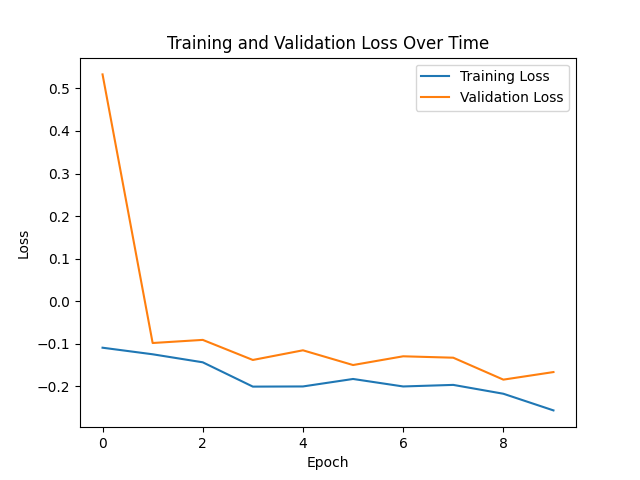 Training and Validation Loss Over Time
Training Loss
Validation Loss
0.5
0.4
0.3
0.2
0.1
0.0
−0.1
−0.2
Loss
0 2 4 6 8
Epoch